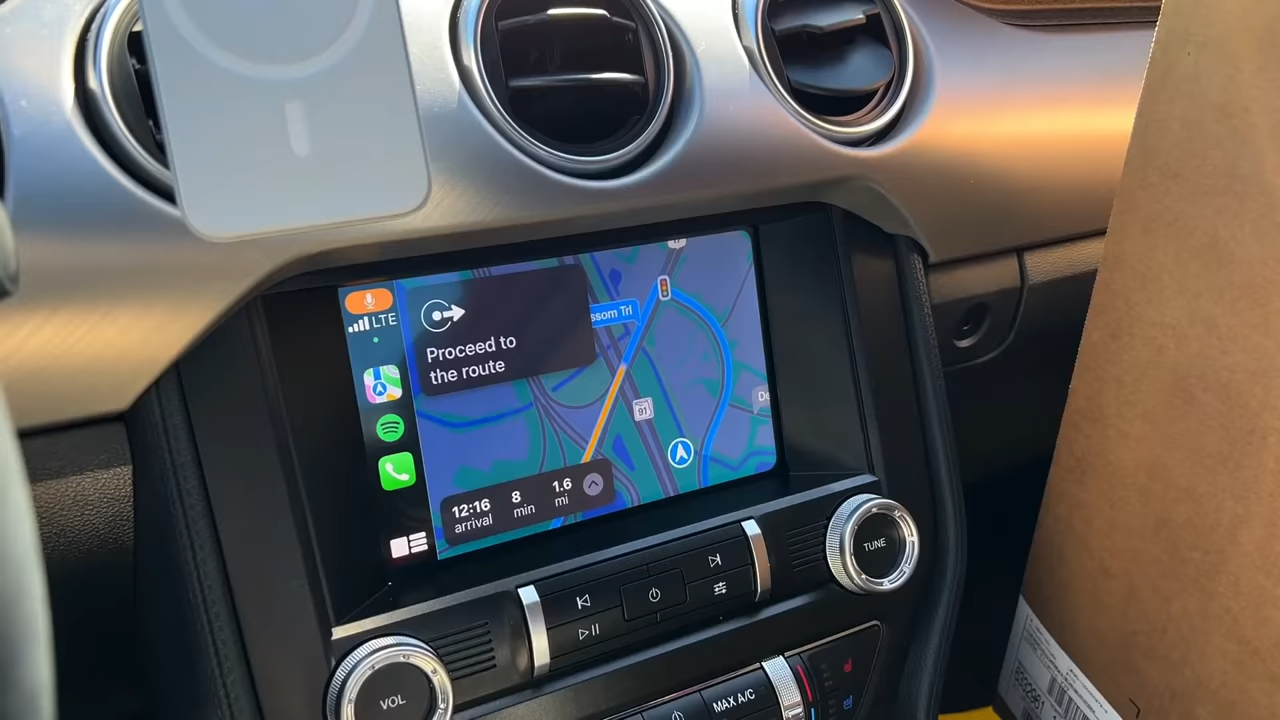 LTE
Proceed to
the route
ssom Trl
91
12:16
arrival
8
min
1.6
mi
TUNE
VOL
MAX A/C